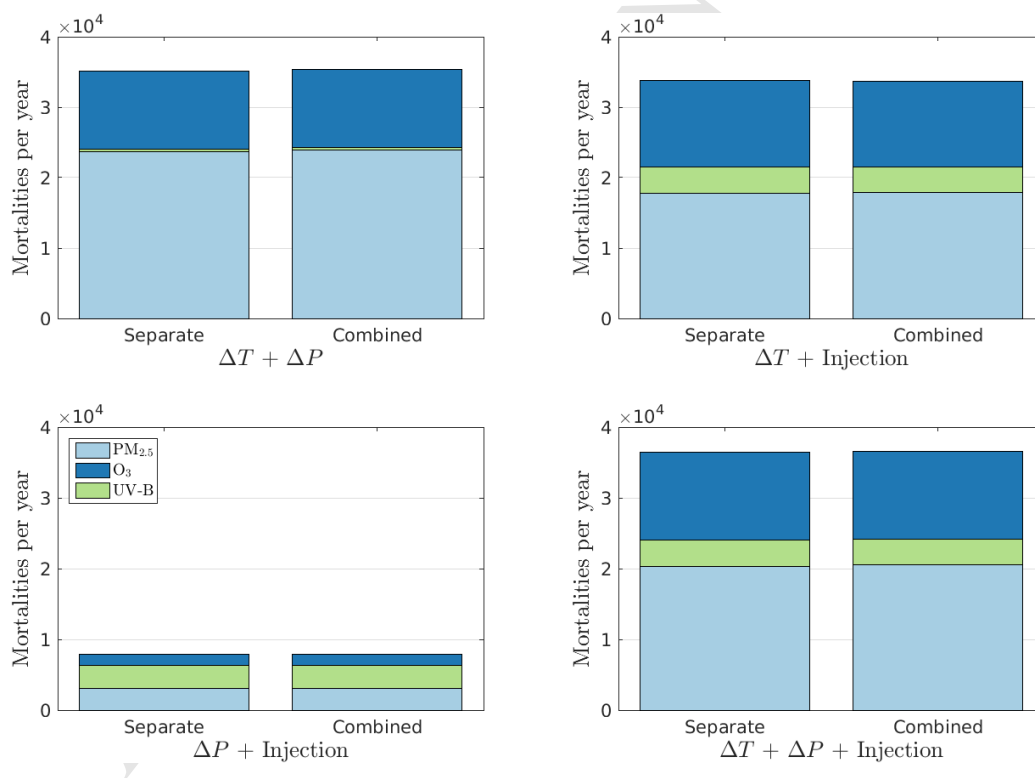 ×10⁴
4
3
2
1
0
Mortalities per year
Separate Combined
ΔT + ΔP
×10⁴
4
3
2
1
0
Mortalities per year
Separate Combined
ΔT + Injection
×10⁴
4
3
2
1
0
Mortalities per year
PM₂.₅
O₃
UV-B
Separate Combined
ΔP + Injection
×10⁴
4
3
2
1
0
Mortalities per year
Separate Combined
ΔT + ΔP + Injection